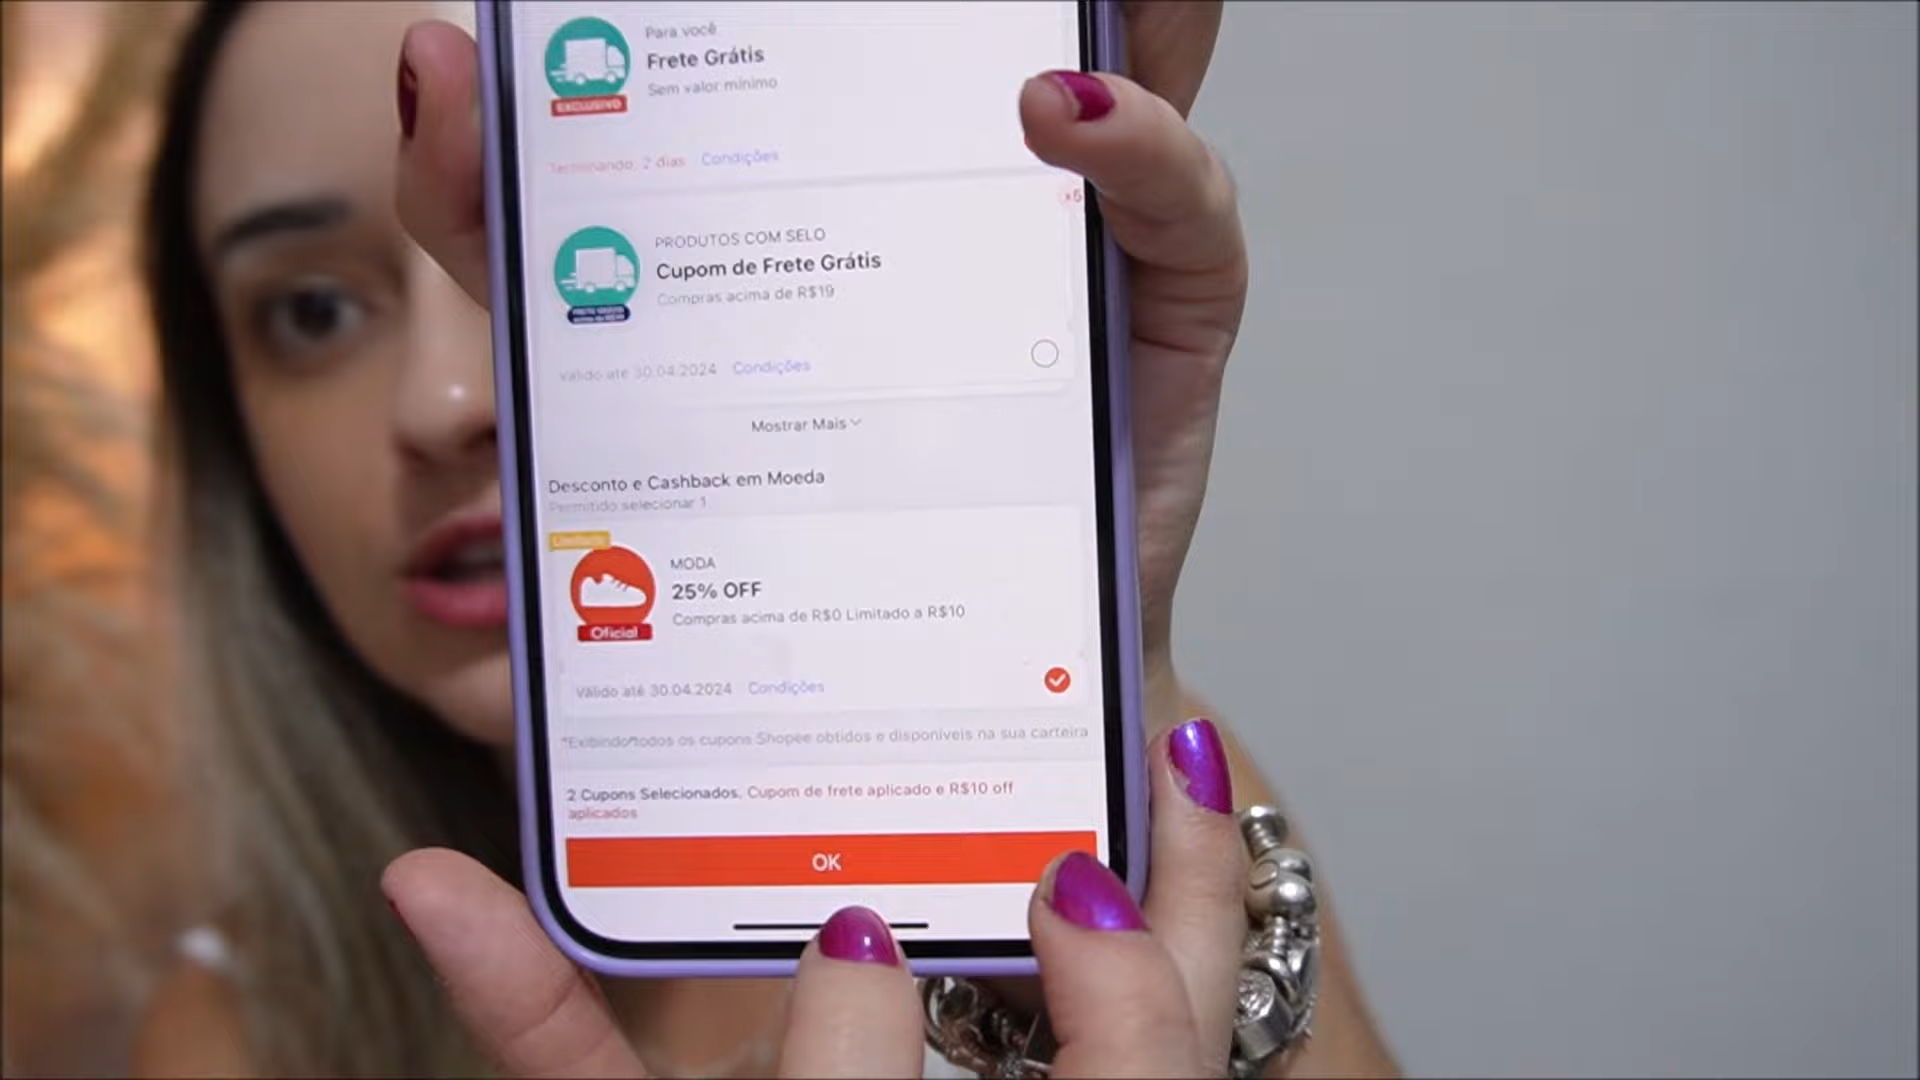 Para você
Frete Grátis
Sem valor mínimo
EXCLUSIVO
Terminando: 2 dias Condições
x5
PRODUTOS COM SELO
Cupom de Frete Grátis
Compras acima de R$19
Válido até 30.04.2024 Condições
Mostrar Mais
Desconto e Cashback em Moeda
Permitido selecionar 1
Limitado
MODA
25% OFF
Compras acima de R$0 Limitado a R$10
Oficial
Válido até 30.04.2024 Condições
*Exibindo todos os cupons Shopee obtidos e disponíveis na sua carteira
2 Cupons Selecionados. Cupom de frete aplicado e R$10 off
aplicados
OK